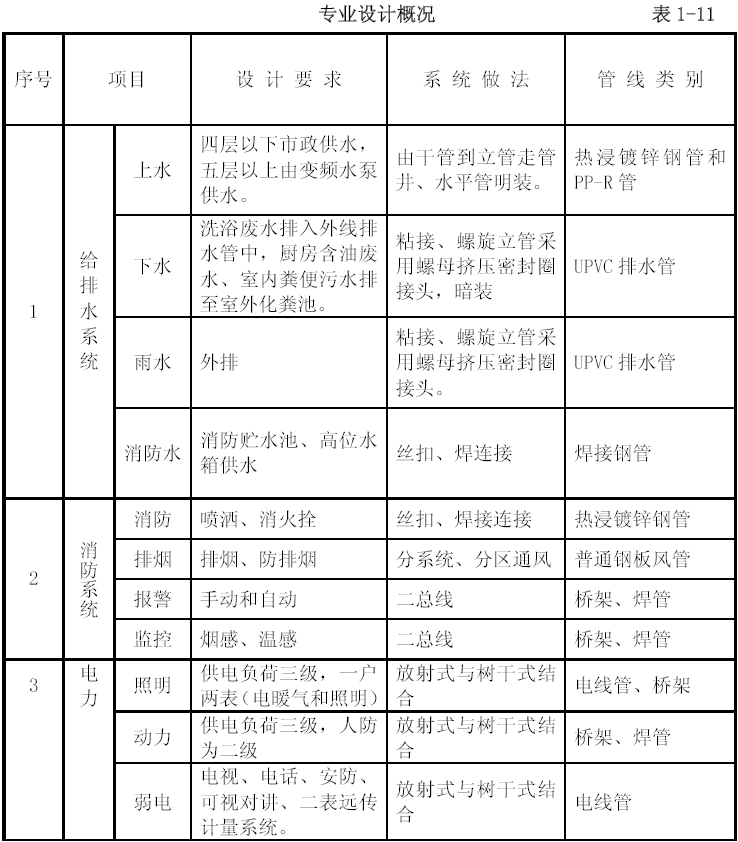 专业设计概况 表 1-11
序号 项目 设 计 要 求 系 统 做 法 管 线 类 别
1
给
排
水
系
统
上水
四层以下市政供水，
五层以上由变频水泵
供水。
由干管到立管走管
井、水平管明装。
热浸镀锌钢管和
PP-R 管
下水
洗浴废水排入外线排
水管中，厨房含油废
水、室内粪便污水排
至室外化粪池。
粘接、螺旋立管采
用螺母挤压密封圈
接头，暗装
UPVC 排水管
雨水
外排
粘接、螺旋立管采
用螺母挤压密封圈
接头。
UPVC 排水管
消防水
消防贮水池、高位水
箱供水
丝扣、焊连接
焊接钢管
2
消
防
系
统
消防
喷洒、消火拴
丝扣、焊接连接
热浸镀锌钢管
排烟
排烟、防排烟
分系统、分区通风
普通钢板风管
报警
手动和自动
二总线
桥架、焊管
监控
烟感、温感
二总线
桥架、焊管
3
电
力
照明
供电负荷三级，一户
两表（电暖气和照明）
放射式与树干式结
合
电线管、桥架
动力
供电负荷三级，人防
为二级
放射式与树干式结
合
桥架、焊管
弱电
电视、电话、安防、
可视对讲、二表远传
计量系统。
放射式与树干式结
合
电线管